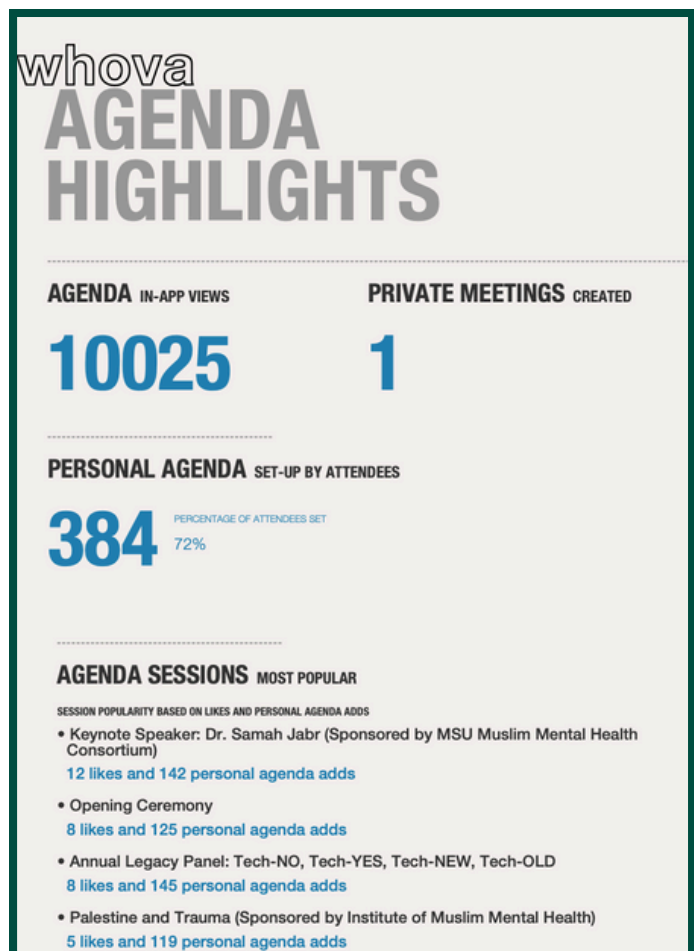 whova
AGENDA
HIGHLIGHTS
AGENDA IN-APP VIEWS
PRIVATE MEETINGS CREATED
10025
1
PERSONAL AGENDA SET-UP BY ATTENDEES
384
PERCENTAGE OF ATTENDEES SET
72%
AGENDA SESSIONS MOST POPULAR
SESSION POPULARITY BASED ON LIKES AND PERSONAL AGENDA ADDS
• Keynote Speaker: Dr. Samah Jabr (Sponsored by MSU Muslim Mental Health
Consortium)
12 likes and 142 personal agenda adds
• Opening Ceremony
8 likes and 125 personal agenda adds
• Annual Legacy Panel: Tech-NO, Tech-YES, Tech-NEW, Tech-OLD
8 likes and 145 personal agenda adds
• Palestine and Trauma (Sponsored by Institute of Muslim Mental Health)
5 likes and 119 personal agenda adds